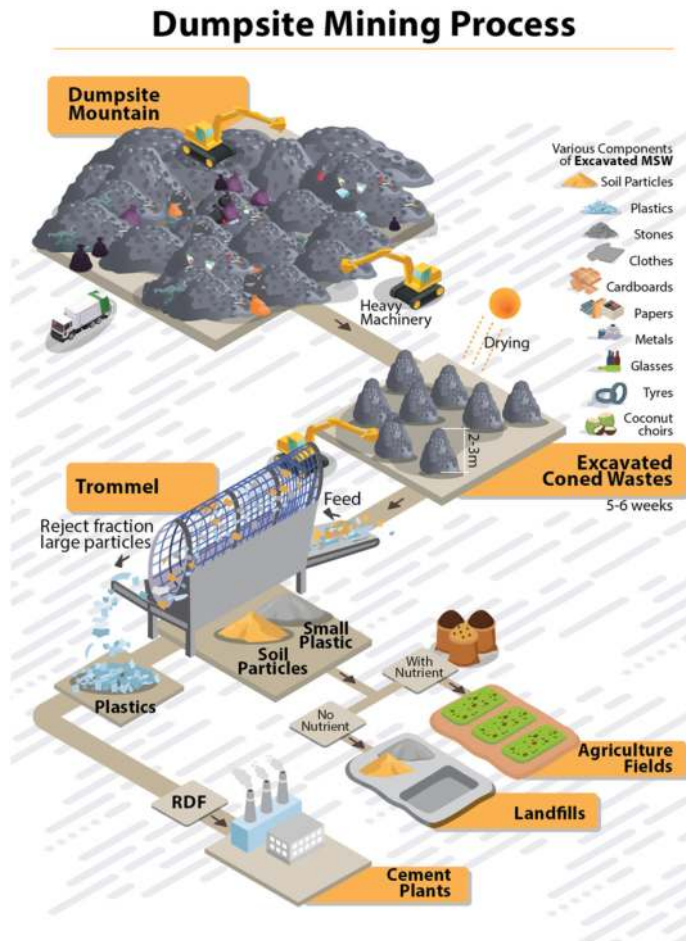 Dumpsite Mining Process
Dumpsite
Mountain
Various Components
of Excavated MSW
Soil Particles
Plastics
Stones
Clothes
Cardboards
Papers
Metals
Glasses
Tyres
Coconut
choirs
Heavy
Machinery
Drying
2-3m
Excavated
Coned Wastes
5-6 weeks
Trommel
Feed
Reject fraction
large particles
Small
Plastic
Soil
Particles
Plastics
With
Nutrient
No
Nutrient
Agriculture
Fields
Landfills
RDF
Cement
Plants